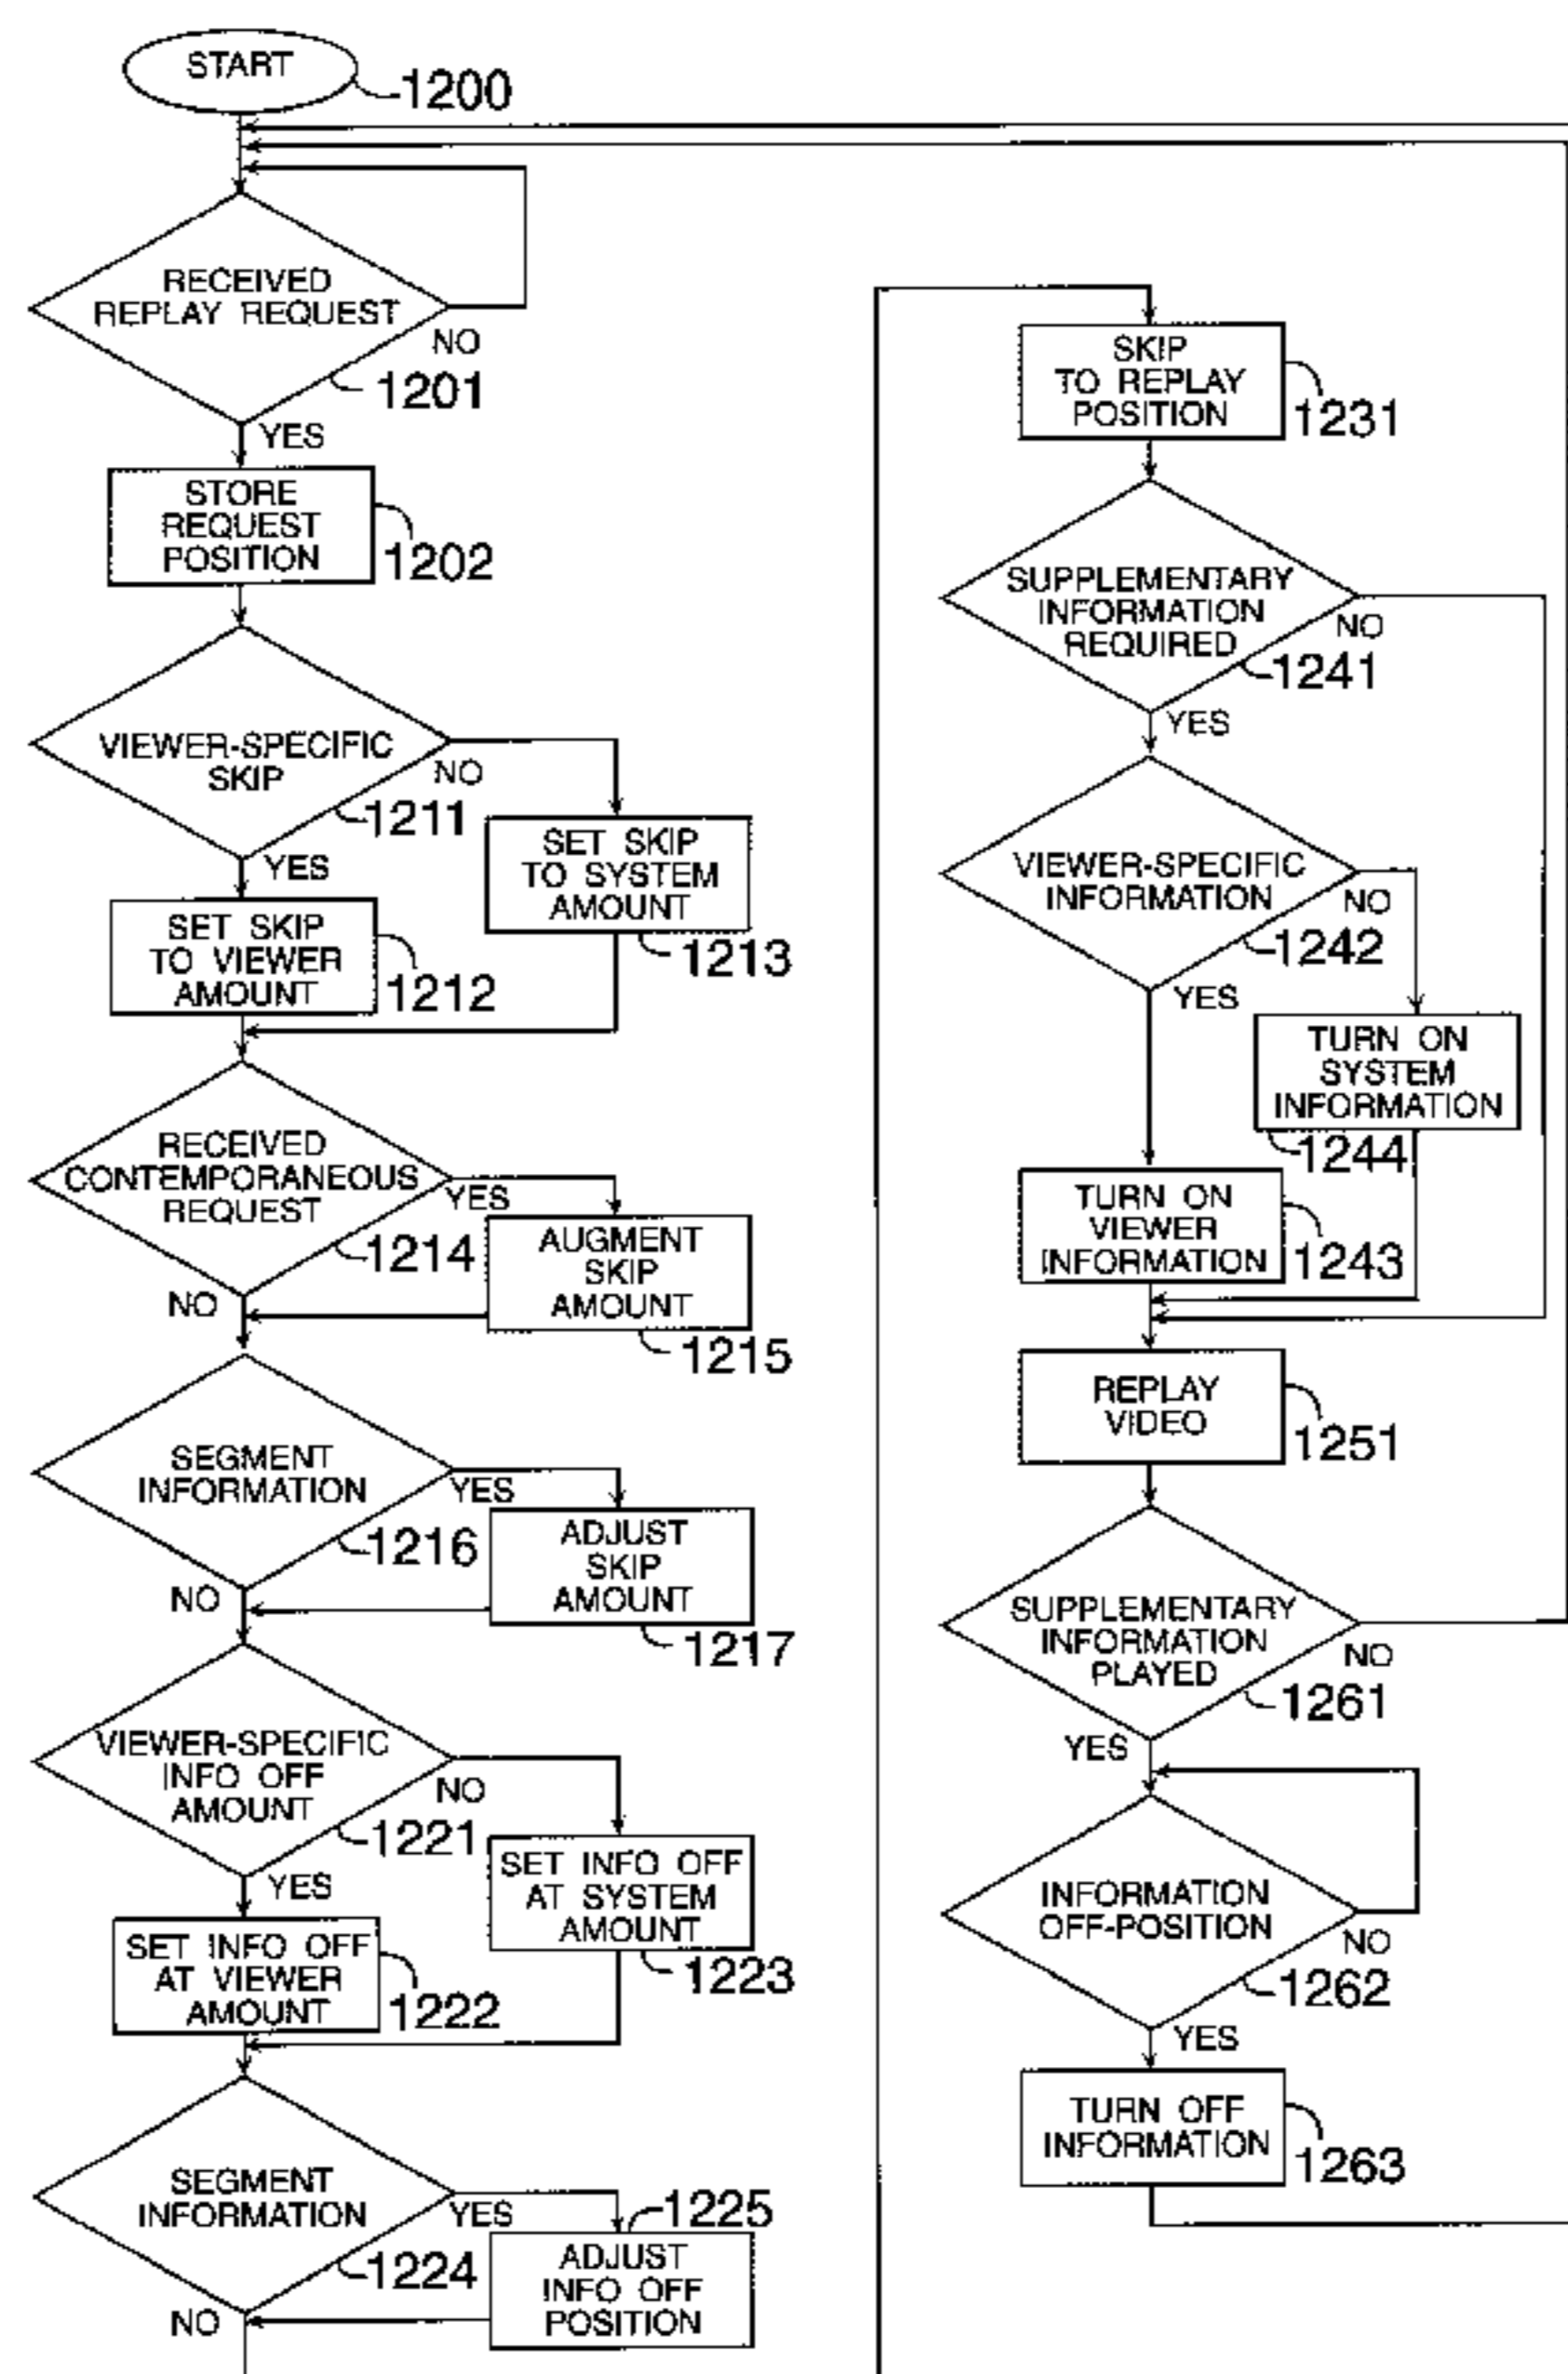 START
1200
RECEIVED
REPLAY REQUEST
NO
1201
YES
STORE
REQUEST
POSITION
1202
VIEWER-SPECIFIC
SKIP
NO
1211
YES
SET SKIP
TO SYSTEM
AMOUNT
1213
SET SKIP
TO VIEWER
AMOUNT
1212
RECEIVED
CONTEMPORANEOUS
REQUEST
YES
1214
NO
AUGMENT
SKIP
AMOUNT
1215
SEGMENT
INFORMATION
YES
1216
NO
ADJUST
SKIP
AMOUNT
1217
VIEWER-SPECIFIC
INFO OFF
AMOUNT
NO
1221
YES
SET INFO OFF
AT SYSTEM
AMOUNT
1223
SET INFO OFF
AT VIEWER
AMOUNT
1222
SEGMENT
INFORMATION
YES
1224
NO
1225
ADJUST
INFO OFF
POSITION
SKIP
TO REPLAY
POSITION
1231
SUPPLEMENTARY
INFORMATION
REQUIRED
NO
1241
YES
VIEWER-SPECIFIC
INFORMATION
NO
1242
YES
TURN ON
SYSTEM
INFORMATION
1244
TURN ON
VIEWER
INFORMATION
1243
REPLAY
VIDEO
1251
SUPPLEMENTARY
INFORMATION
PLAYED
NO
1261
YES
INFORMATION
OFF-POSITION
NO
1262
YES
TURN OFF
INFORMATION
1263